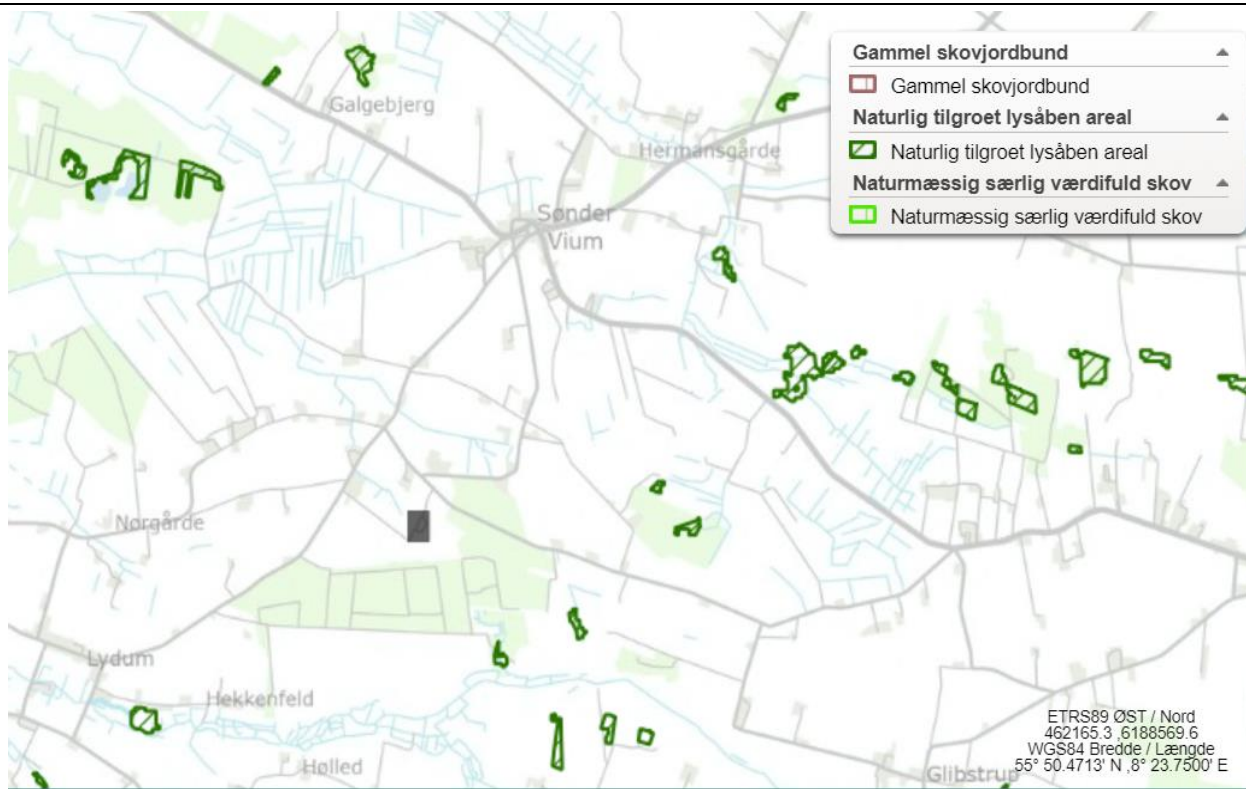 Gammel skovjordbund
Gammel skovjordbund
Naturlig tilgroet lysåben areal
Naturlig tilgroet lysåben areal
Naturmæssig særlig værdifuld skov
Naturmæssig særlig værdifuld skov
Galgebjerg
Hermansgårde
Sønder
Vium
Nørgårde
Lydum
Hekkenfeld
Hølled
Glibstrup
ETRS89 ØST / Nord
462165.3 ,6188569.6
WGS84 Bredde / Længde
55° 50.4713' N ,8° 23.7500' E